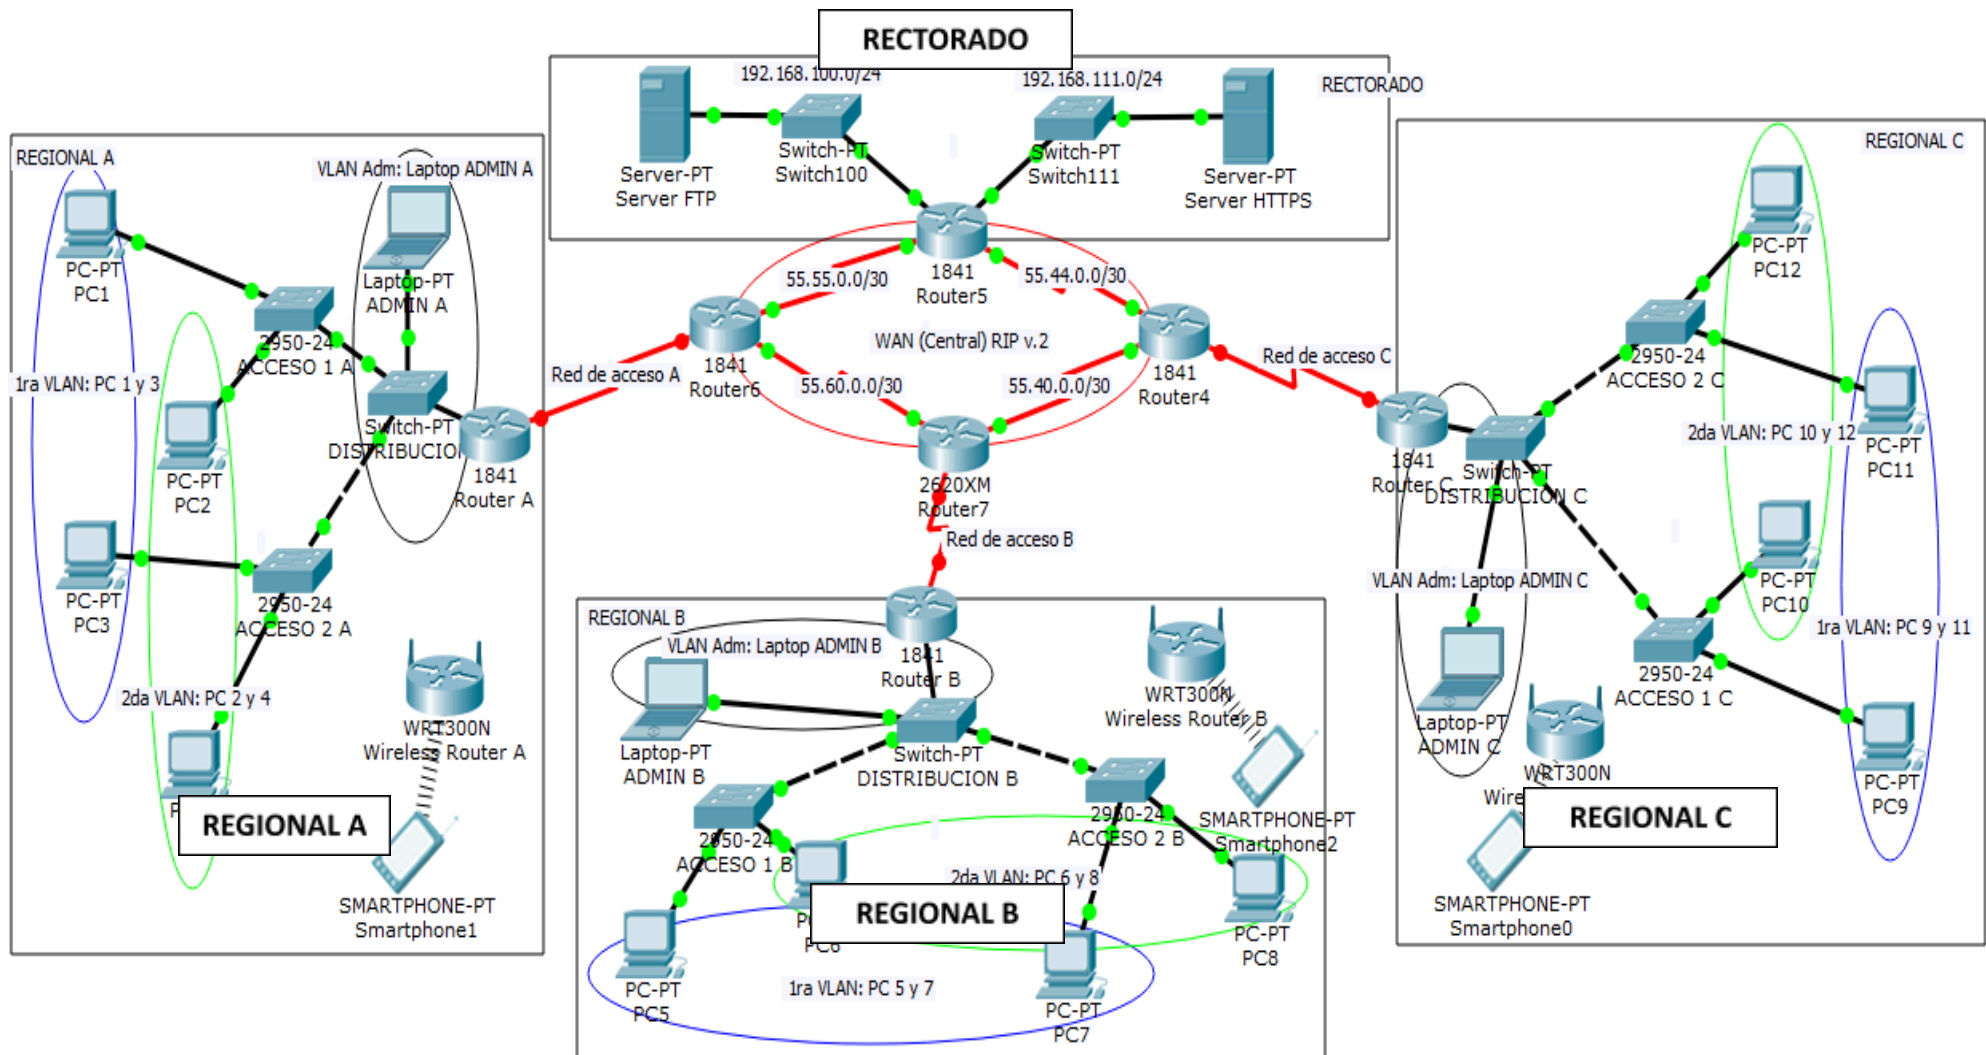 RECTORADO
192.168.100.0/24
192.168.111.0/24
RECTORADO
Server-PT
Server FTP
Switch-PT
Switch100
Switch-PT
Switch111
Server-PT
Server HTTPS
1841
Router5
55.55.0.0/30
55.44.0.0/30
WAN (Central) RIP v.2
1841
Router6
1841
Router4
55.60.0.0/30
55.40.0.0/30
2620XM
Router7
Red de acceso A
Red de acceso B
Red de acceso C
REGIONAL A
VLAN Adm: Laptop ADMIN A
PC-PT
PC1
Laptop-PT
ADMIN A
2950-24
ACCESO 1 A
1ra VLAN: PC 1 y 3
Switch-PT
DISTRIBUCION
1841
Router A
PC-PT
PC2
PC-PT
PC3
2950-24
ACCESO 2 A
2da VLAN: PC 2 y 4
WRT300N
Wireless Router A
REGIONAL A
SMARTPHONE-PT
Smartphone1
REGIONAL B
VLAN Adm: Laptop ADMIN B
1841
Router B
WRT300N
Wireless Router B
Laptop-PT
ADMIN B
Switch-PT
DISTRIBUCION B
2950-24
ACCESO 1 B
2950-24
ACCESO 2 B
SMARTPHONE-PT
Smartphone2
2da VLAN: PC 6 y 8
REGIONAL B
PC6
PC-PT
PC8
1ra VLAN: PC 5 y 7
PC-PT
PC5
PC-PT
PC7
REGIONAL C
PC-PT
PC12
2950-24
ACCESO 2 C
2da VLAN: PC 10 y 12
PC-PT
PC11
1841
Router C
Switch-PT
DISTRIBUCION C
PC-PT
PC10
VLAN Adm: Laptop ADMIN C
1ra VLAN: PC 9 y 11
2950-24
ACCESO 1 C
Laptop-PT
ADMIN C
WRT300N
PC-PT
PC9
REGIONAL C
SMARTPHONE-PT
Smartphone0